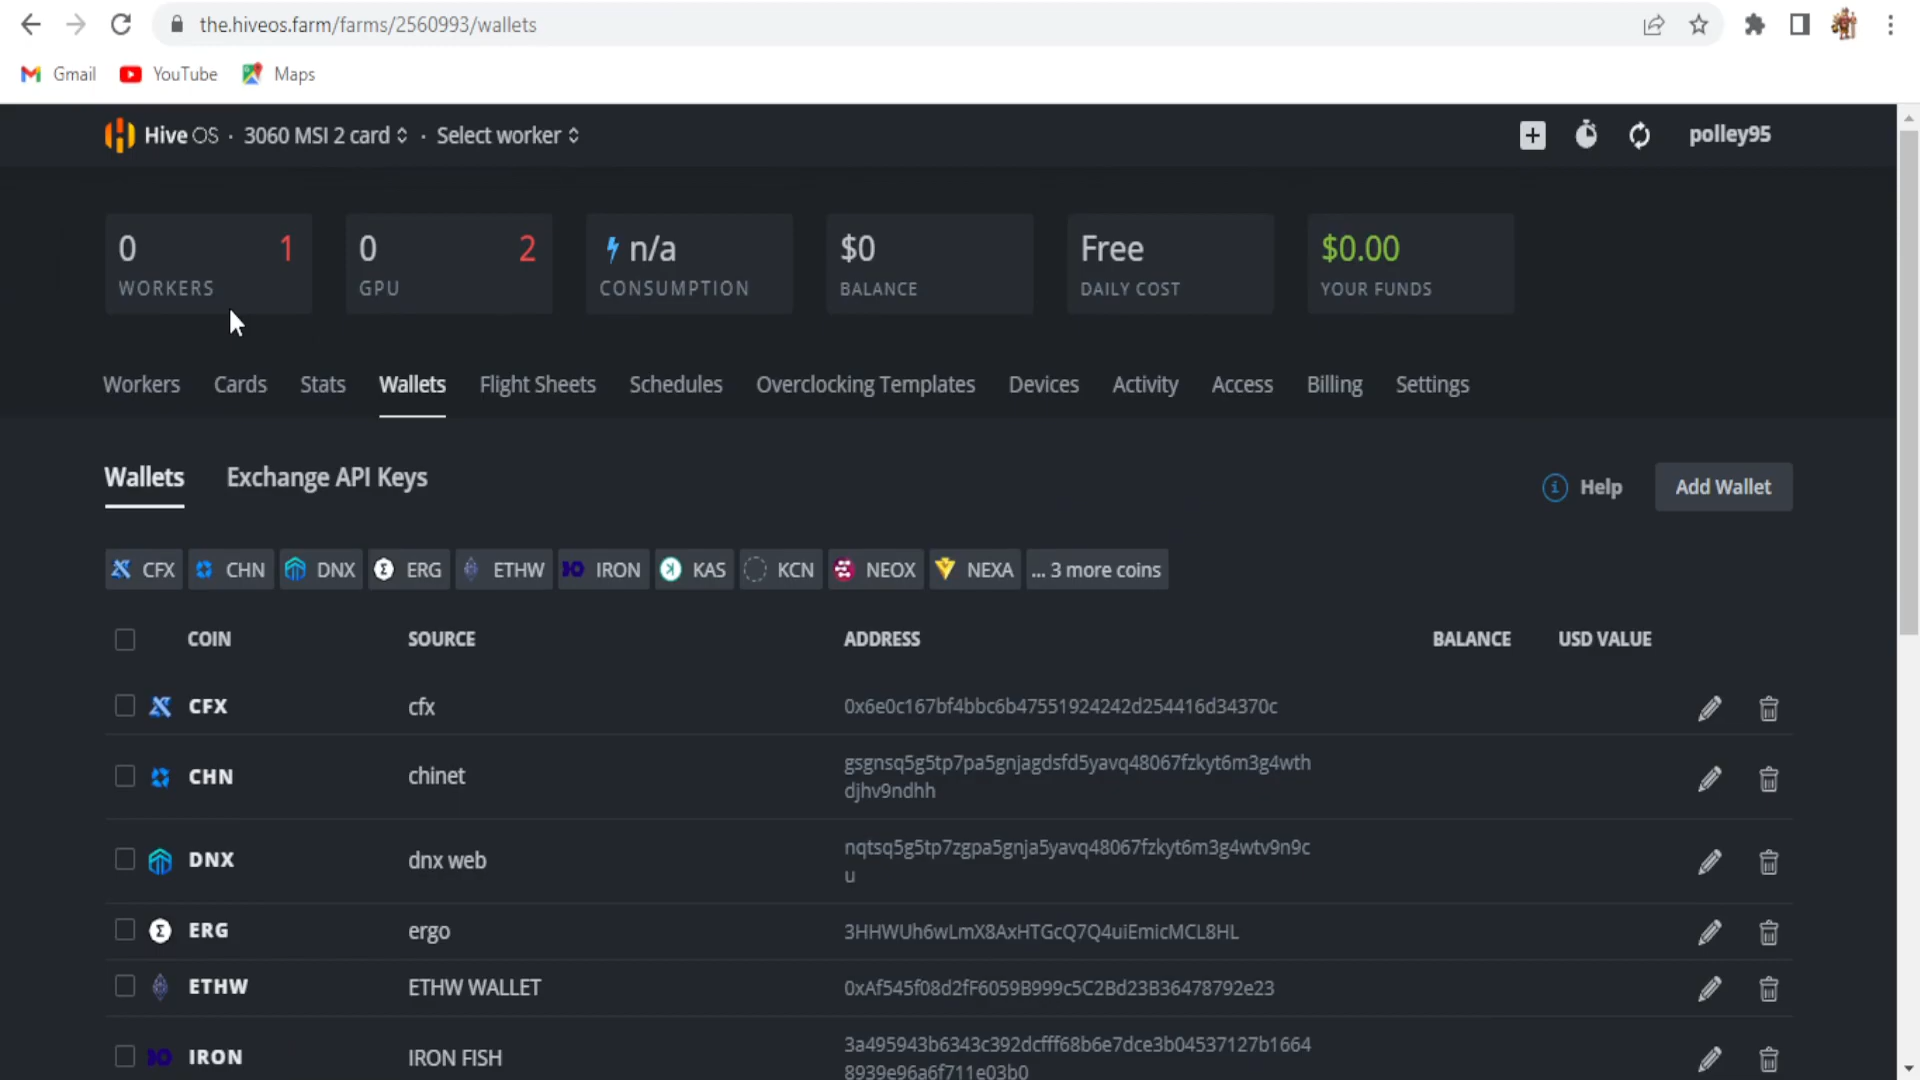 the.hiveos.farm/farms/2560993/wallets
Gmail YouTube Maps
Hive OS · 3060 MSI 2 card · Select worker polley95
0 1 0 2 n/a $0 Free $0.00
WORKERS GPU CONSUMPTION BALANCE DAILY COST YOUR FUNDS
Workers Cards Stats Wallets Flight Sheets Schedules Overclocking Templates Devices Activity Access Billing Settings
Wallets Exchange API Keys Help Add Wallet
CFX CHN DNX ERG ETHW IRON KAS KCN NEOX NEXA ... 3 more coins
COIN SOURCE ADDRESS BALANCE USD VALUE
CFX cfx 0x6e0c167bf4bbc6b47551924242d254416d34370c
CHN chinet gsgnsq5g5tp7pa5gnjagdsfd5yavq48067fzkyt6m3g4wth
djhv9ndhh
DNX dnx web nqtsq5g5tp7zgpa5gnja5yavq48067fzkyt6m3g4wtv9n9c
u
ERG ergo 3HHWUh6wLmX8AxHTGcQ7Q4uiEmicMCL8HL
ETHW ETHW WALLET 0xAf545f08d2fF6059B999c5C2Bd23B36478792e23
IRON IRON FISH 3a495943b6343c392dcfff68b6e7dce3b04537127b1664
8939e96a6f711e03b0